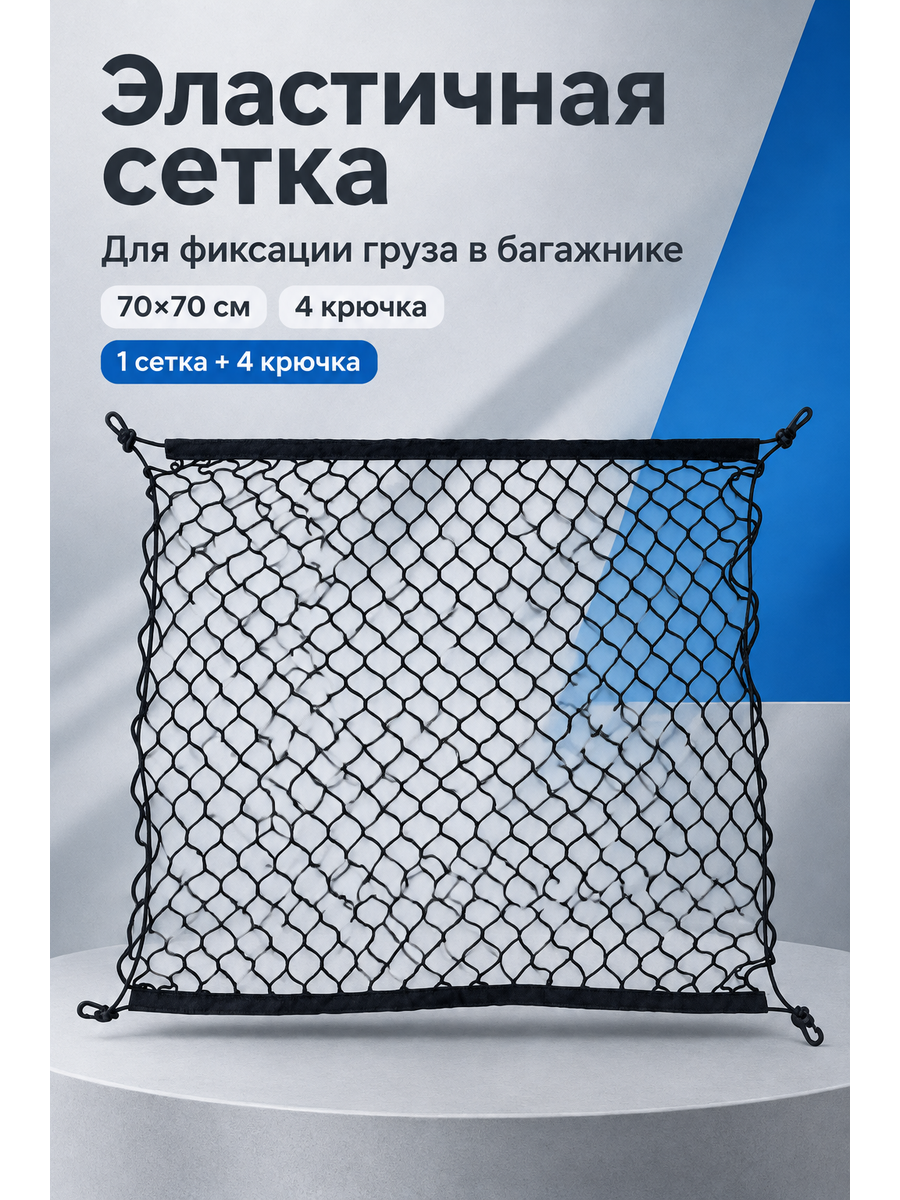 Эластичная
сетка
Для фиксации груза в багажнике
70×70 см
4 крючка
1 сетка + 4 крючка